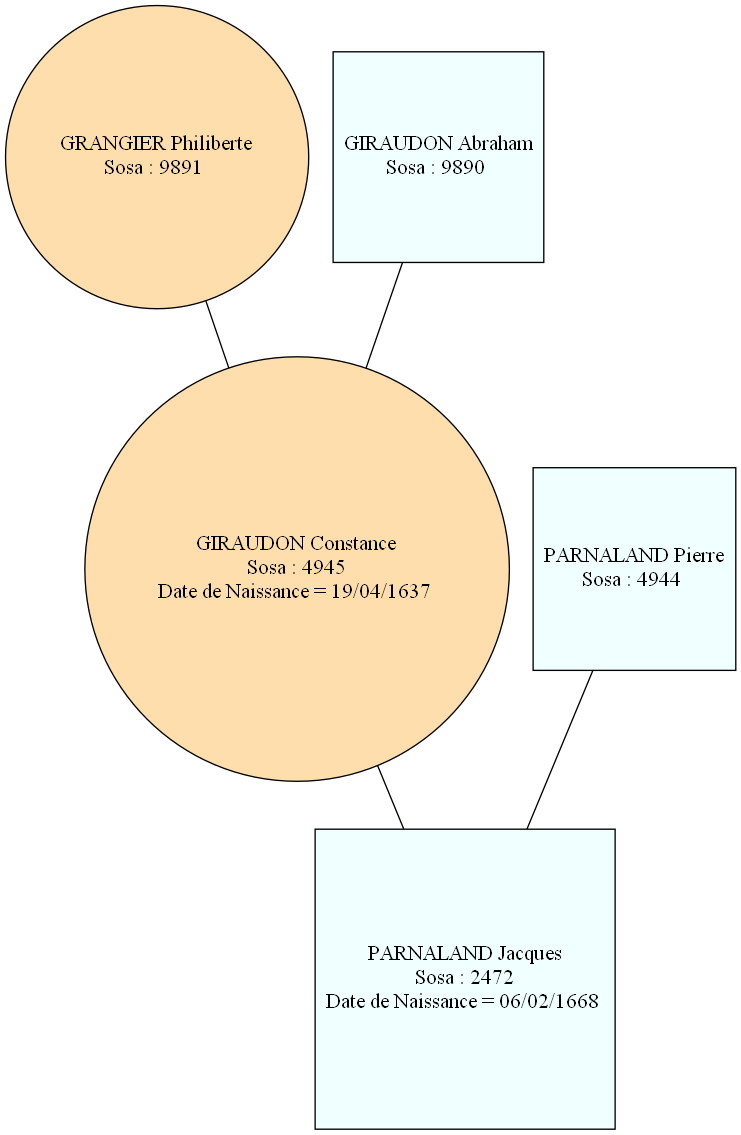 GRANGIER Philiberte
Sosa : 9891
GIRAUDON Abraham
Sosa : 9890
GIRAUDON Constance
Sosa : 4945
Date de Naissance = 19/04/1637
PARNALAND Pierre
Sosa : 4944
PARNALAND Jacques
Sosa : 2472
Date de Naissance = 06/02/1668